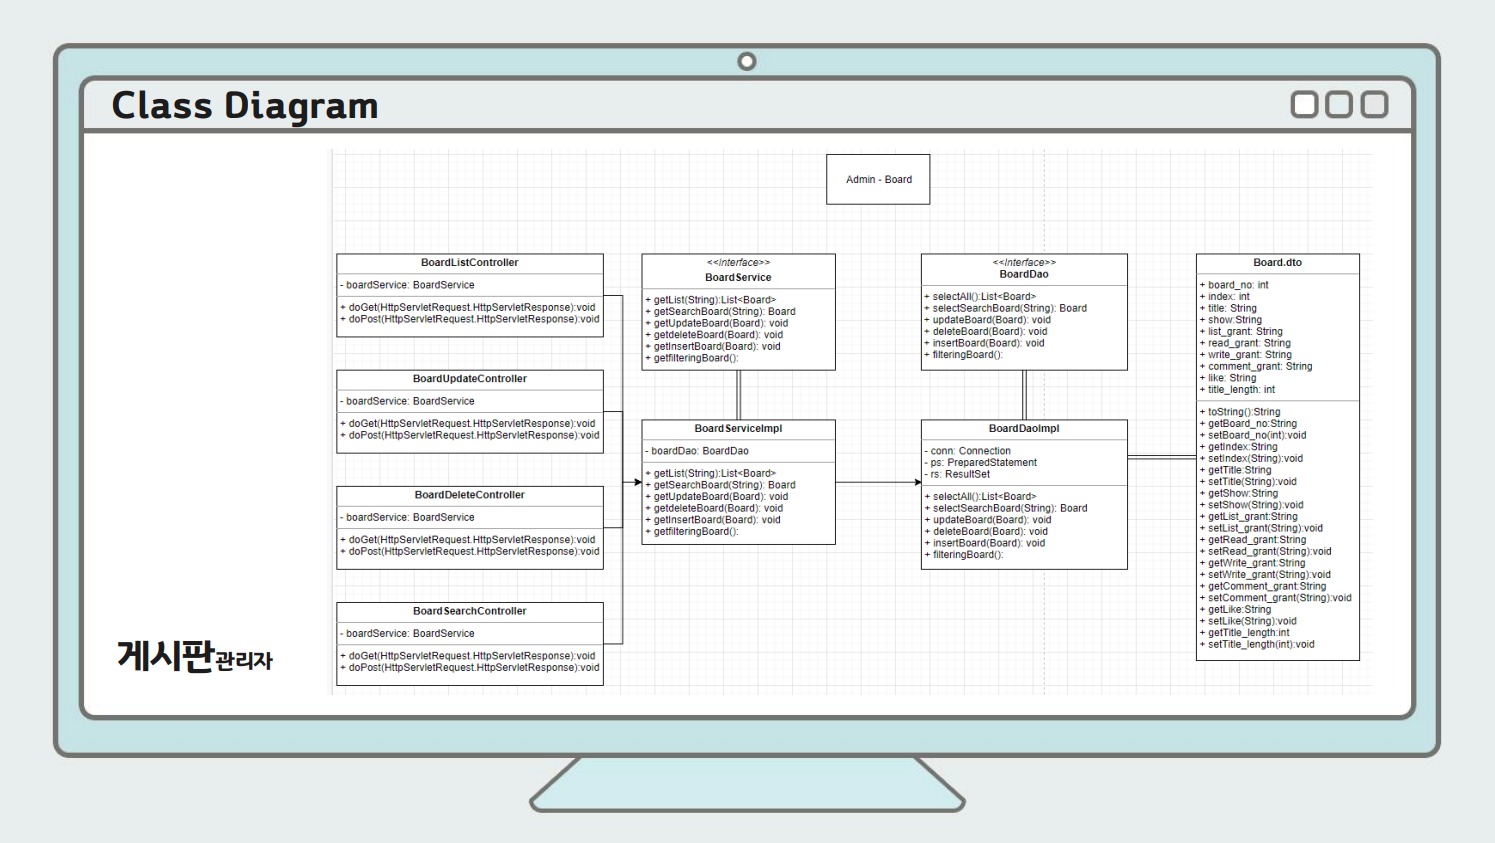 Class Diagram
Admin - Board
BoardListController
- boardService: BoardService
+ doGet(HttpServletRequest.HttpServletResponse):void
+ doPost(HttpServletRequest.HttpServletResponse):void
BoardUpdateController
- boardService: BoardService
+ doGet(HttpServletRequest.HttpServletResponse):void
+ doPost(HttpServletRequest.HttpServletResponse):void
BoardDeleteController
- boardService: BoardService
+ doGet(HttpServletRequest.HttpServletResponse):void
+ doPost(HttpServletRequest.HttpServletResponse):void
BoardSearchController
- boardService: BoardService
+ doGet(HttpServletRequest.HttpServletResponse):void
+ doPost(HttpServletRequest.HttpServletResponse):void
<<Interface>>
BoardService
+ getList(String):List<Board>
+ getSearchBoard(String): Board
+ getUpdateBoard(Board): void
+ getdeleteBoard(Board): void
+ getInsertBoard(Board): void
+ getfilteringBoard():
BoardServiceImpl
- boardDao: BoardDao
+ getList(String):List<Board>
+ getSearchBoard(String): Board
+ getUpdateBoard(Board): void
+ getdeleteBoard(Board): void
+ getInsertBoard(Board): void
+ getfilteringBoard():
<<Interface>>
BoardDao
+ selectAll():List<Board>
+ selectSearchBoard(String): Board
+ updateBoard(Board): void
+ deleteBoard(Board): void
+ insertBoard(Board): void
+ filteringBoard():
BoardDaoImpl
- conn: Connection
- ps: PreparedStatement
- rs: ResultSet
+ selectAll():List<Board>
+ selectSearchBoard(String): Board
+ updateBoard(Board): void
+ deleteBoard(Board): void
+ insertBoard(Board): void
+ filteringBoard():
Board.dto
+ board_no: int
+ index: int
+ title: String
+ show:String
+ list_grant: String
+ read_grant: String
+ write_grant: String
+ comment_grant: String
+ like: String
+ title_length: int
+ toString():String
+ getBoard_no:String
+ setBoard_no(int):void
+ getIndex:String
+ setIndex(String):void
+ getTitle:String
+ setTitle(String):void
+ getShow:String
+ setShow(String):void
+ getList_grant:String
+ setList_grant(String):void
+ getRead_grant:String
+ setRead_grant(String):void
+ getWrite_grant:String
+ setWrite_grant(String):void
+ getComment_grant:String
+ setComment_grant(String):void
+ getLike:String
+ setLike(String):void
+ getTitle_length:int
+ setTitle_length(int):void
게시판관리자